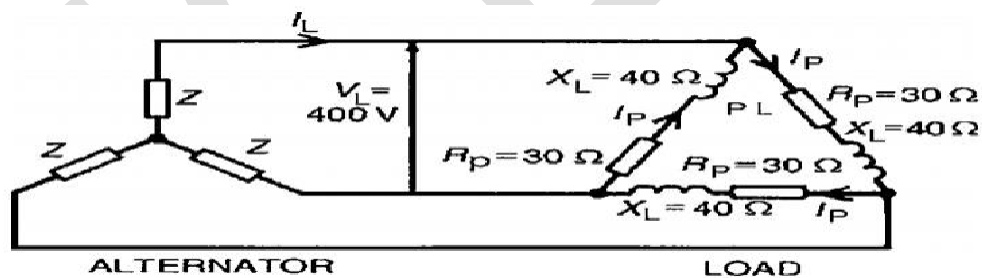 I_L
V_L =
400 V
Z
Z
Z
X_L = 40 Ω
I_P
P L
R_P = 30 Ω
X_L = 40 Ω
I_P
R_p = 30 Ω
R_P = 30 Ω
X_L = 40 Ω
I_P
ALTERNATOR
LOAD